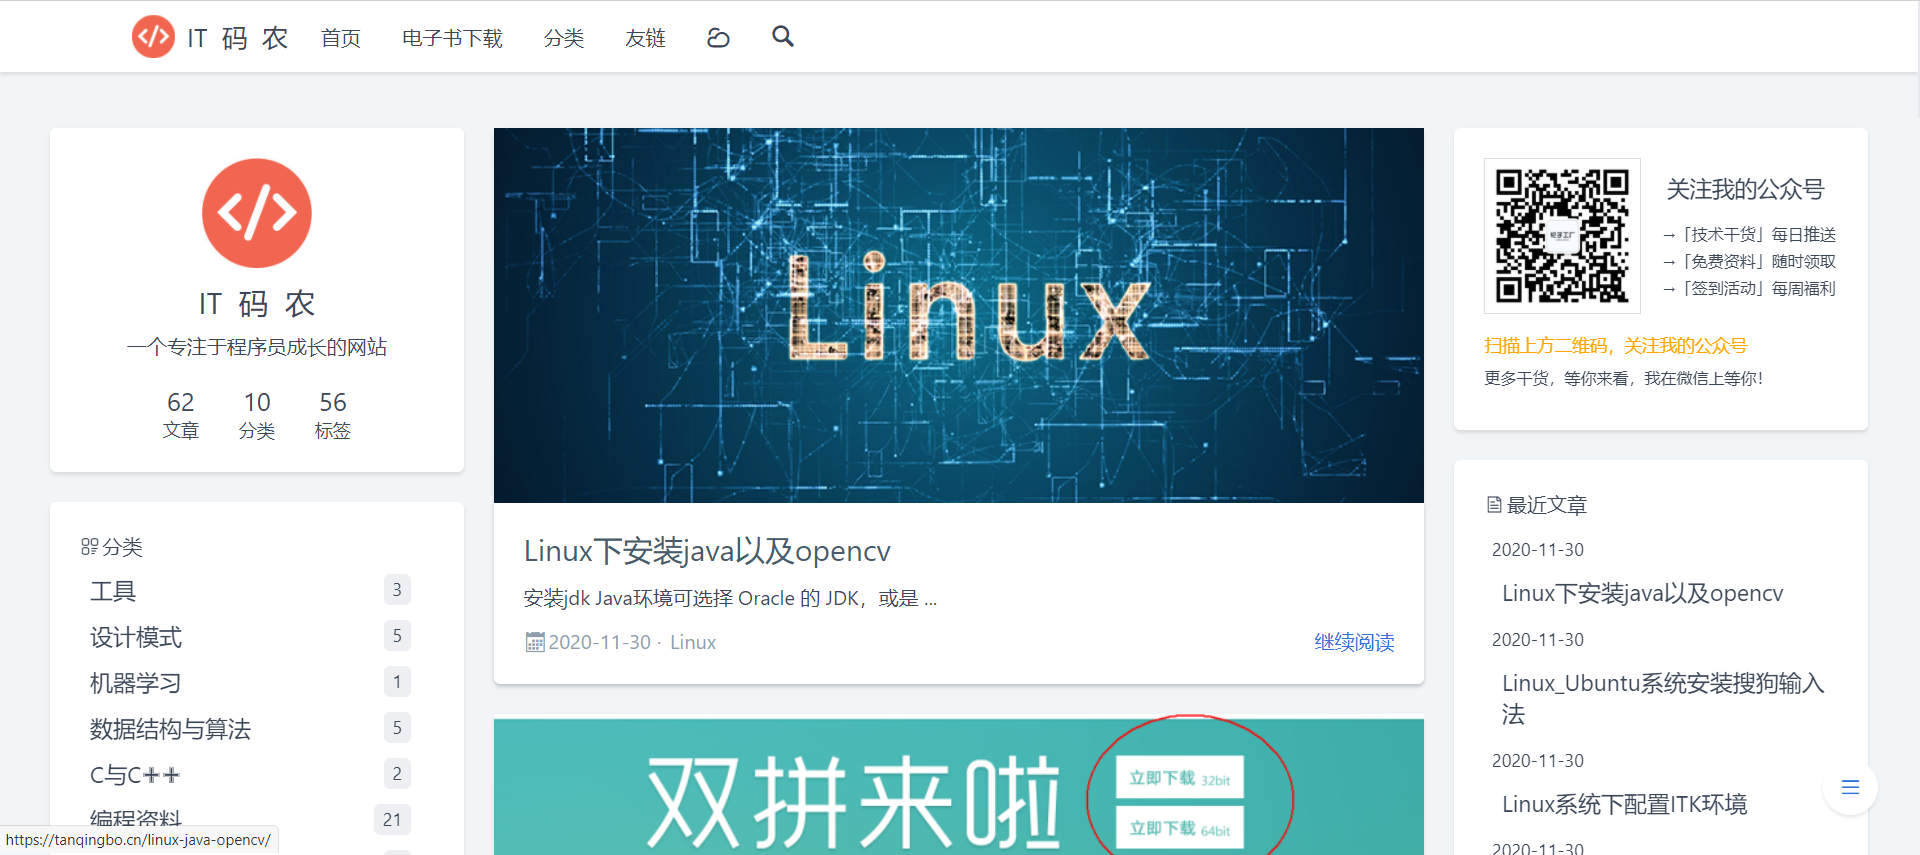 IT 码 农
首页
电子书下载
分类
友链
IT 码 农
一个专注于程序员成长的网站
62
文章
10
分类
56
标签
分类
工具 3
设计模式 5
机器学习 1
数据结构与算法 5
C与C++ 2
编程资料 21
https://tanqingbo.cn/linux-java-opencv/
Linux
Linux下安装java以及opencv
安装jdk Java环境可选择 Oracle 的 JDK，或是 ...
2020-11-30 · Linux
继续阅读
双拼来啦
立即下载 32bit
立即下载 64bit
关注我的公众号
→「技术干货」每日推送
→「免费资料」随时领取
→「签到活动」每周福利
扫描上方二维码，关注我的公众号
更多干货，等你来看，我在微信上等你！
最近文章
2020-11-30
Linux下安装java以及opencv
2020-11-30
Linux_Ubuntu系统安装搜狗输入
法
2020-11-30
Linux系统下配置ITK环境
2020-11-30